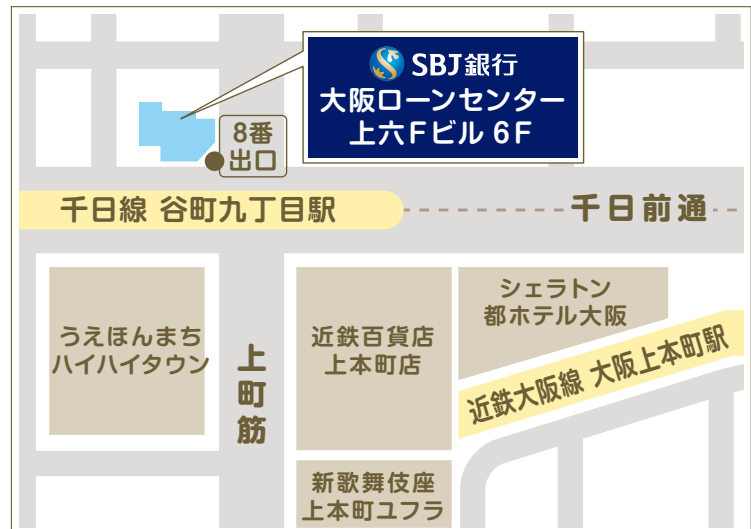 SBJ銀行
大阪ローンセンター
上六Fビル 6F
8番
出口
千日線 谷町九丁目駅
千日前通
うえほんまち
ハイハイタウン
上町筋
近鉄百貨店
上本町店
シェラトン
都ホテル大阪
近鉄大阪線 大阪上本町駅
新歌舞伎座
上本町ユフラ